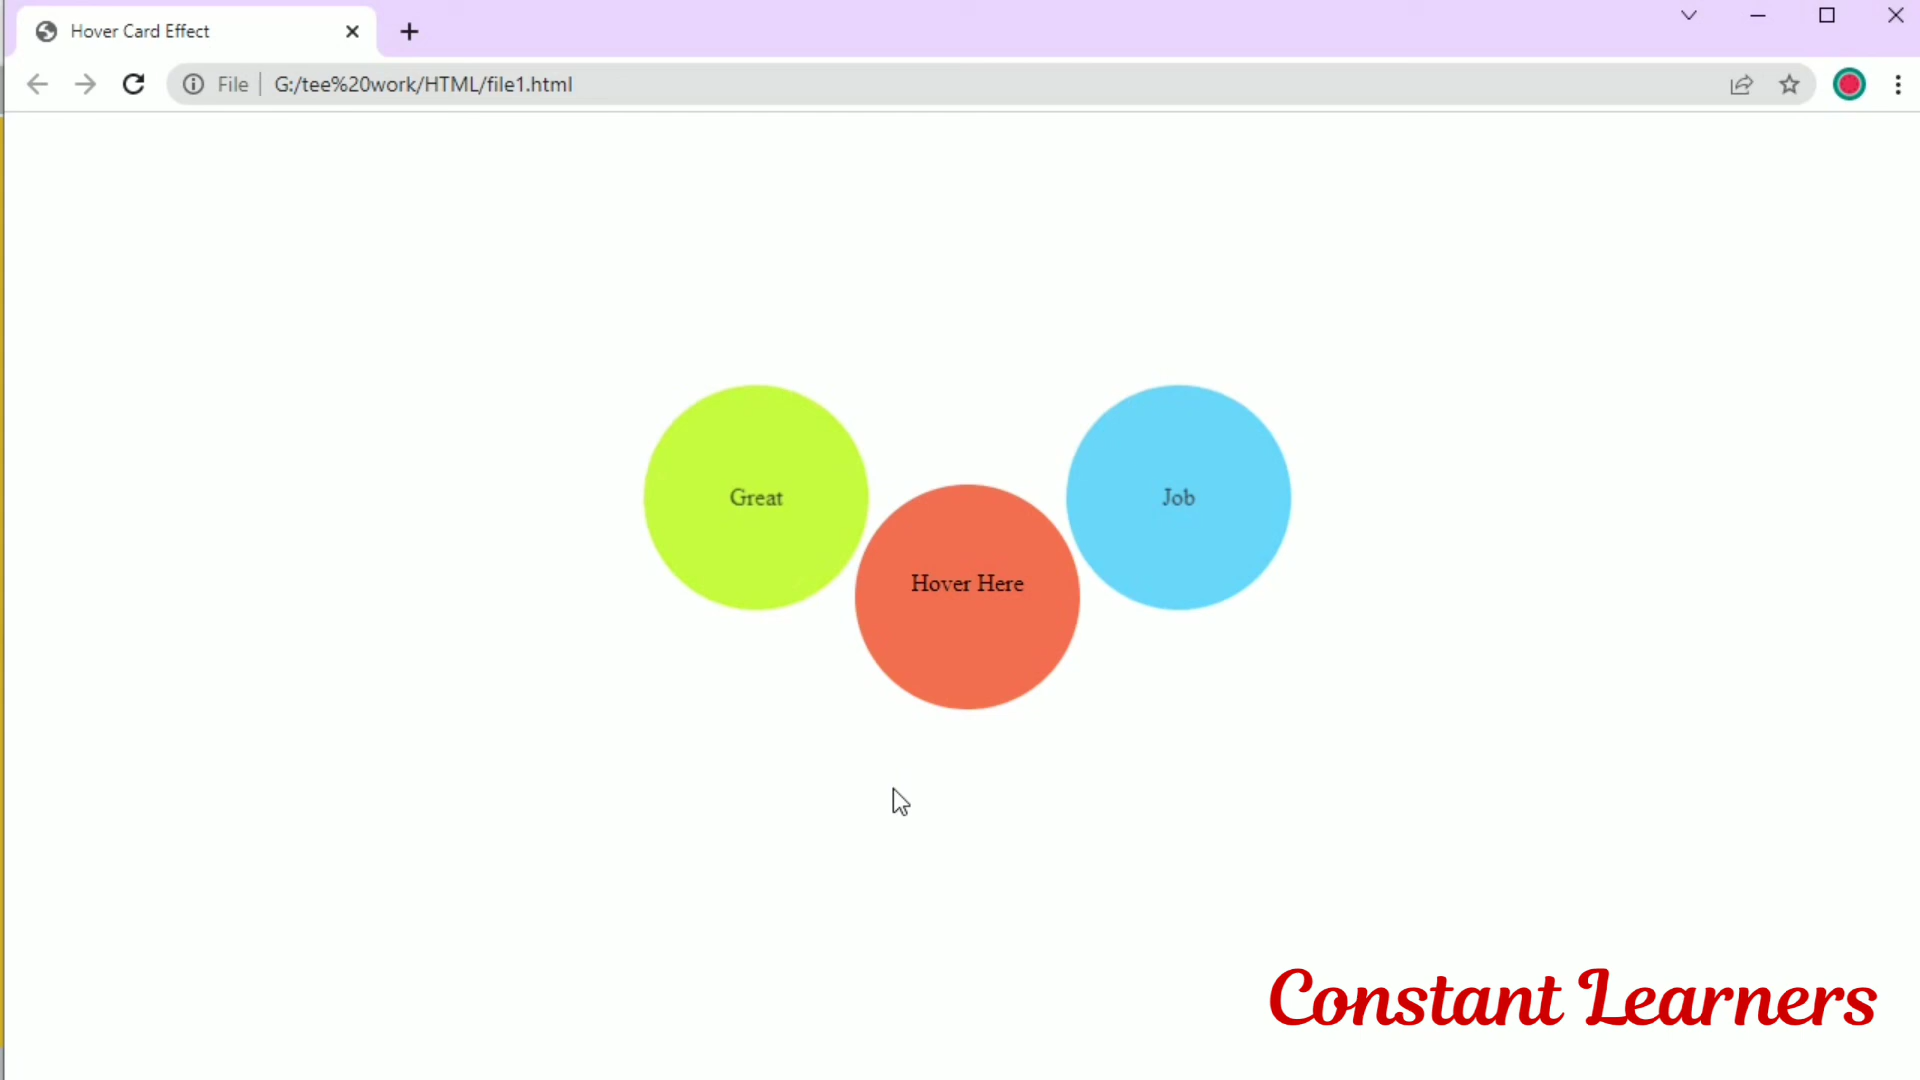 Hover Card Effect
File G:/tee%20work/HTML/file1.html
Great
Job
Hover Here
Constant Learners